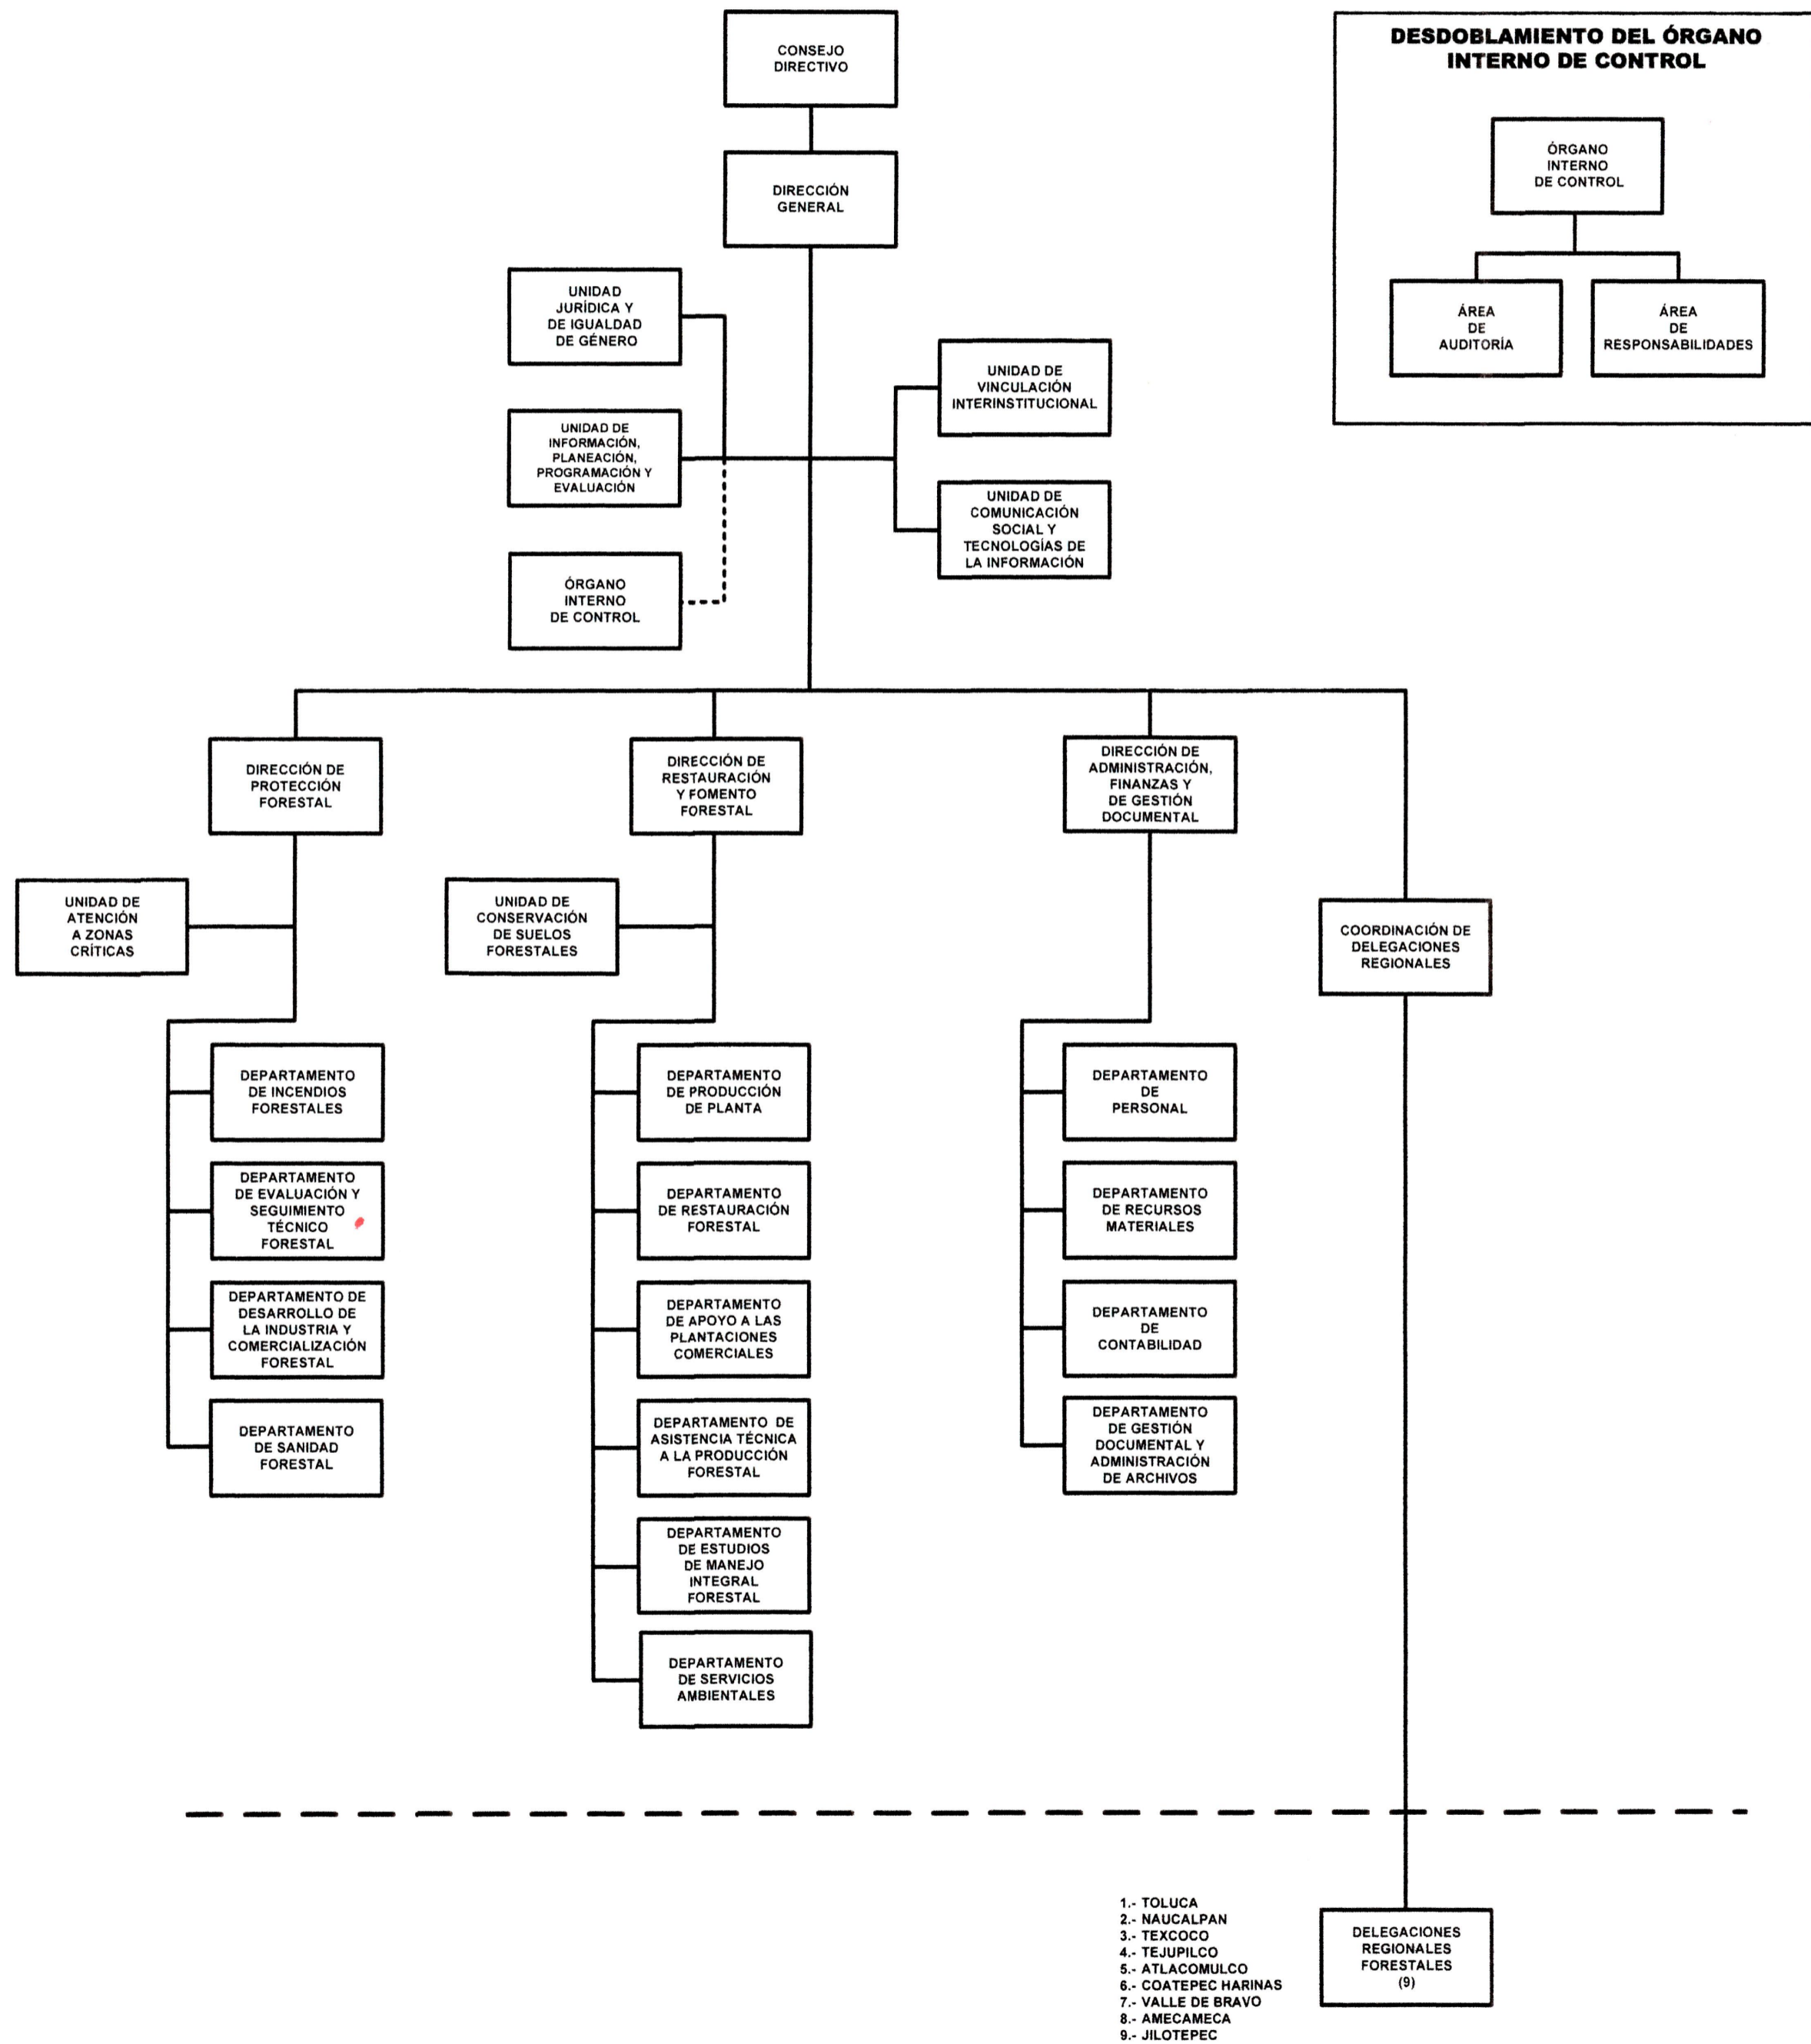 CONSEJO
DIRECTIVO
DIRECCIÓN
GENERAL
DESDOBLAMIENTO DEL ÓRGANO
INTERNO DE CONTROL
ÓRGANO
INTERNO
DE CONTROL
ÁREA
DE
AUDITORÍA
ÁREA
DE
RESPONSABILIDADES
UNIDAD
JURÍDICA Y
DE IGUALDAD
DE GÉNERO
UNIDAD DE
VINCULACIÓN
INTERINSTITUCIONAL
UNIDAD DE
INFORMACIÓN,
PLANEACIÓN,
PROGRAMACIÓN Y
EVALUACIÓN
UNIDAD DE
COMUNICACIÓN
SOCIAL Y
TECNOLOGÍAS DE
LA INFORMACIÓN
ÓRGANO
INTERNO
DE CONTROL
DIRECCIÓN DE
PROTECCIÓN
FORESTAL
DIRECCIÓN DE
RESTAURACIÓN
Y FOMENTO
FORESTAL
DIRECCIÓN DE
ADMINISTRACIÓN,
FINANZAS Y
DE GESTIÓN
DOCUMENTAL
UNIDAD DE
ATENCIÓN
A ZONAS
CRÍTICAS
UNIDAD DE
CONSERVACIÓN
DE SUELOS
FORESTALES
COORDINACIÓN DE
DELEGACIONES
REGIONALES
DEPARTAMENTO
DE INCENDIOS
FORESTALES
DEPARTAMENTO
DE EVALUACIÓN Y
SEGUIMIENTO
TÉCNICO
FORESTAL
DEPARTAMENTO DE
DESARROLLO DE
LA INDUSTRIA Y
COMERCIALIZACIÓN
FORESTAL
DEPARTAMENTO
DE SANIDAD
FORESTAL
DEPARTAMENTO
DE PRODUCCIÓN
DE PLANTA
DEPARTAMENTO
DE RESTAURACIÓN
FORESTAL
DEPARTAMENTO
DE APOYO A LAS
PLANTACIONES
COMERCIALES
DEPARTAMENTO DE
ASISTENCIA TÉCNICA
A LA PRODUCCIÓN
FORESTAL
DEPARTAMENTO
DE ESTUDIOS
DE MANEJO
INTEGRAL
FORESTAL
DEPARTAMENTO
DE SERVICIOS
AMBIENTALES
DEPARTAMENTO
DE
PERSONAL
DEPARTAMENTO
DE RECURSOS
MATERIALES
DEPARTAMENTO
DE
CONTABILIDAD
DEPARTAMENTO
DE GESTIÓN
DOCUMENTAL Y
ADMINISTRACIÓN
DE ARCHIVOS
1.- TOLUCA
2.- NAUCALPAN
3.- TEXCOCO
4.- TEJUPILCO
5.- ATLACOMULCO
6.- COATEPEC HARINAS
7.- VALLE DE BRAVO
8.- AMECAMECA
9.- JILOTEPEC
DELEGACIONES
REGIONALES
FORESTALES
(9)